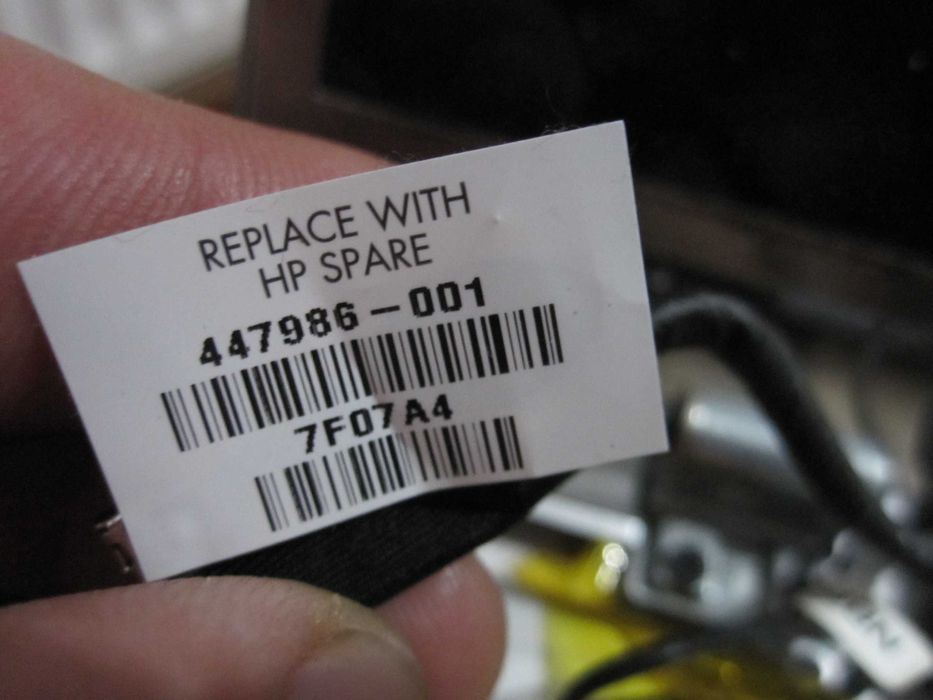 REPLACE WITH
HP SPARE
447986-001
7F07A4